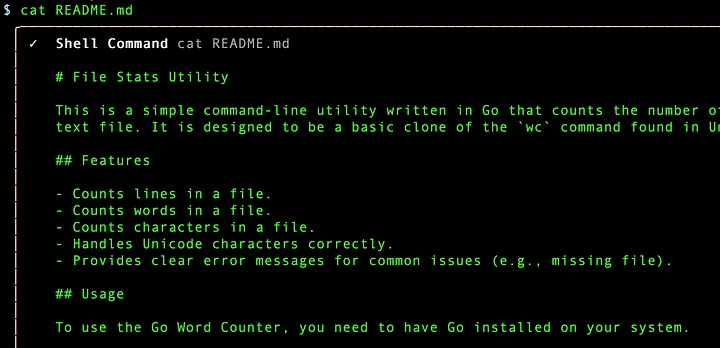 $ cat README.md
✓ Shell Command cat README.md
# File Stats Utility
This is a simple command-line utility written in Go that counts the number of
text file. It is designed to be a basic clone of the `wc` command found in
## Features
- Counts lines in a file.
- Counts words in a file.
- Counts characters in a file.
- Handles Unicode characters correctly.
- Provides clear error messages for common issues (e.g., missing file).
## Usage
To use the Go Word Counter, you need to have Go installed on your system.